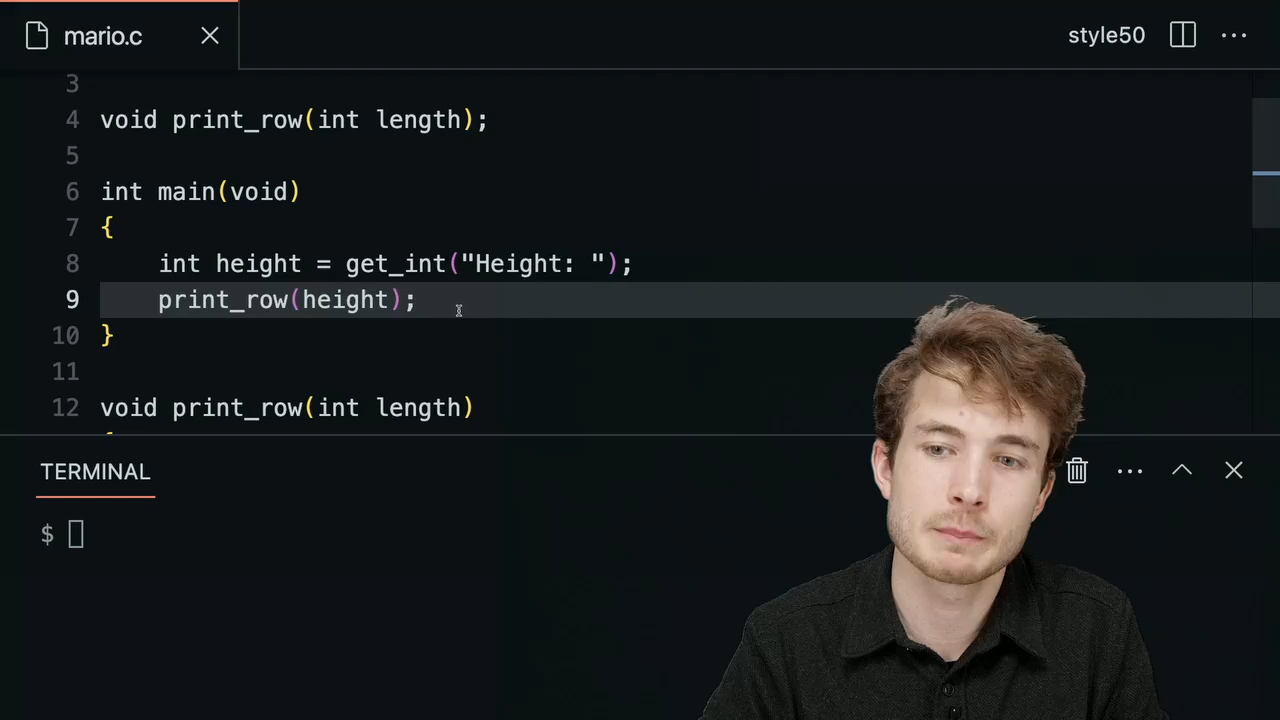 mario.c
style50
3
4 void print_row(int length);
5
6 int main(void)
7 {
8 int height = get_int("Height: ");
9 print_row(height);
10 }
11
12 void print_row(int length)
TERMINAL
$